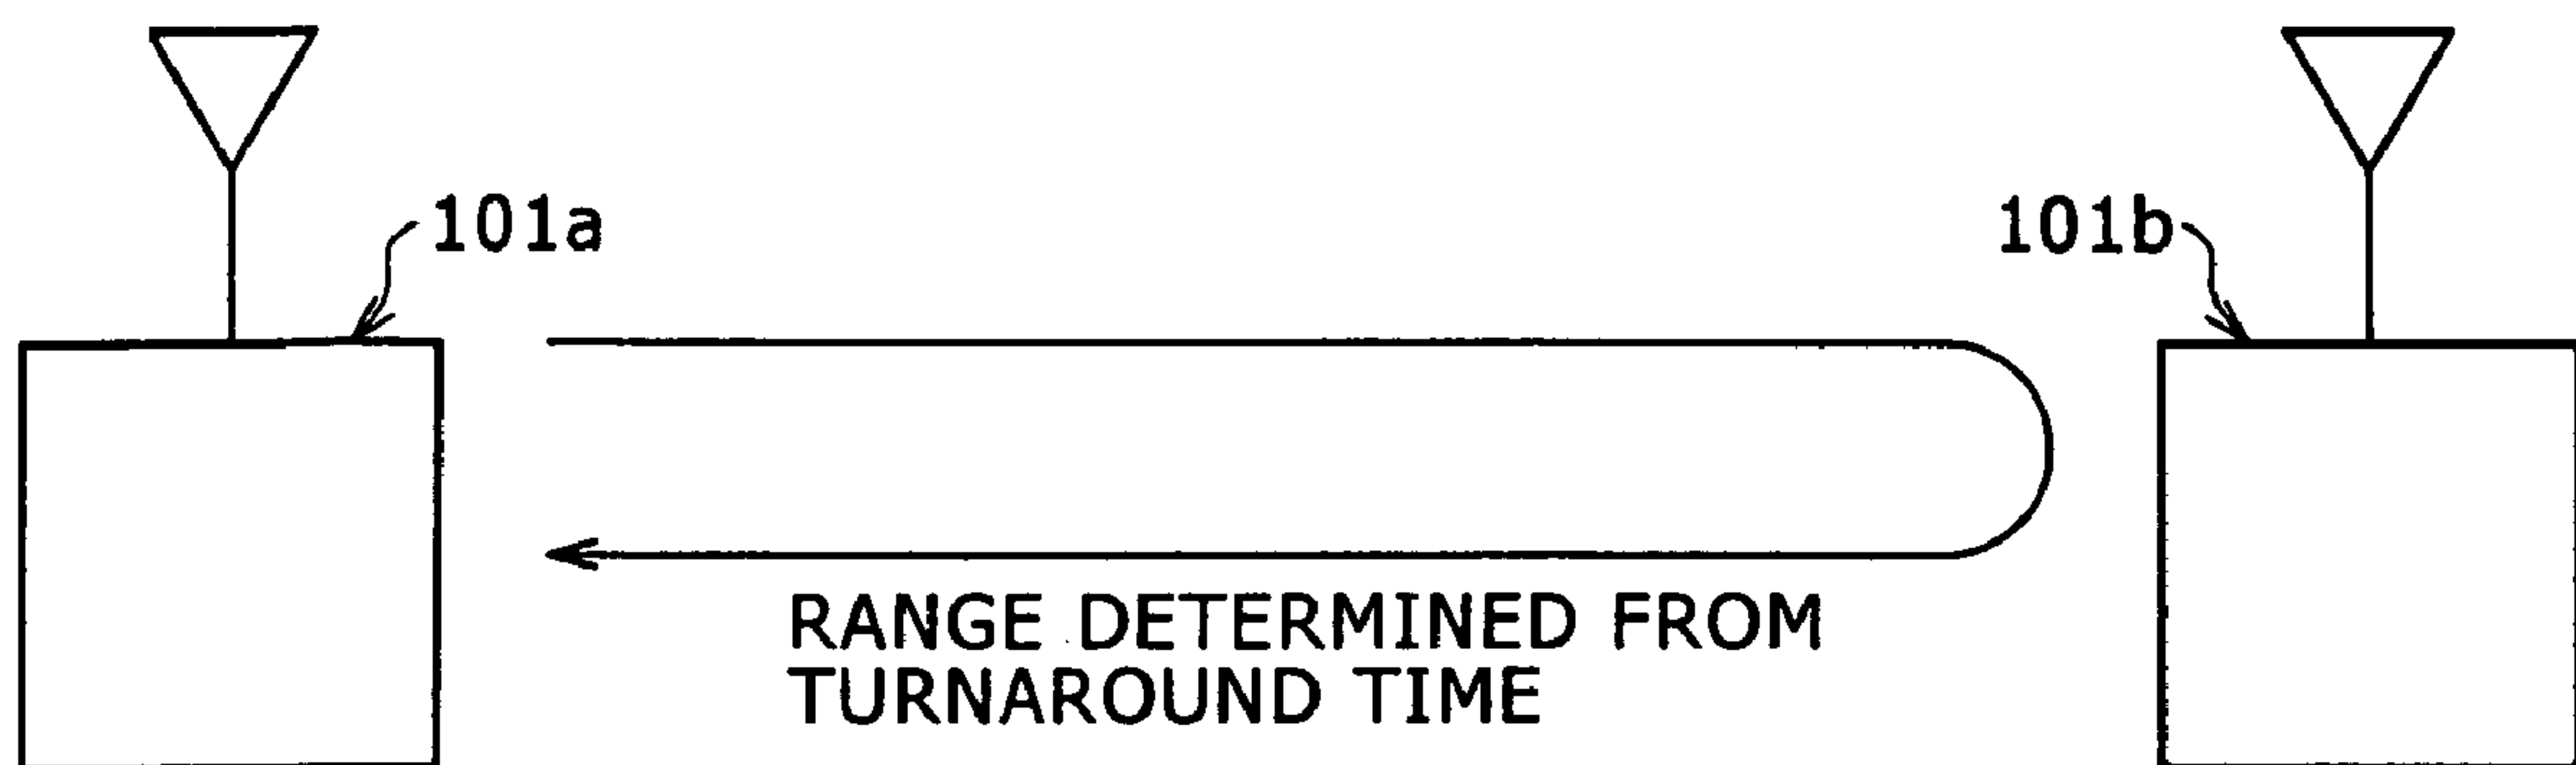 101a
101b
RANGE DETERMINED FROM
TURNAROUND TIME